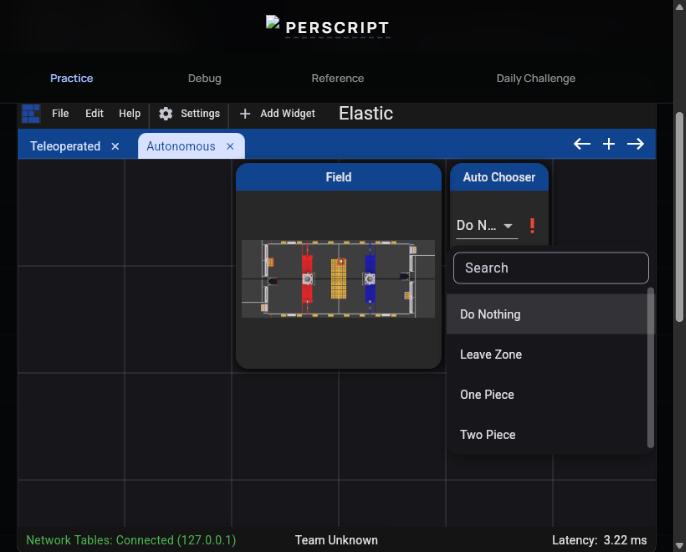 PERSCRIPT
Practice
Debug
Reference
Daily Challenge
File
Edit
Help
Settings
Add Widget
Elastic
Teleoperated
Autonomous
Field
Auto Chooser
Do N...
Search
Do Nothing
Leave Zone
One Piece
Two Piece
Network Tables: Connected (127.0.0.1)
Team Unknown
Latency: 3.22 ms